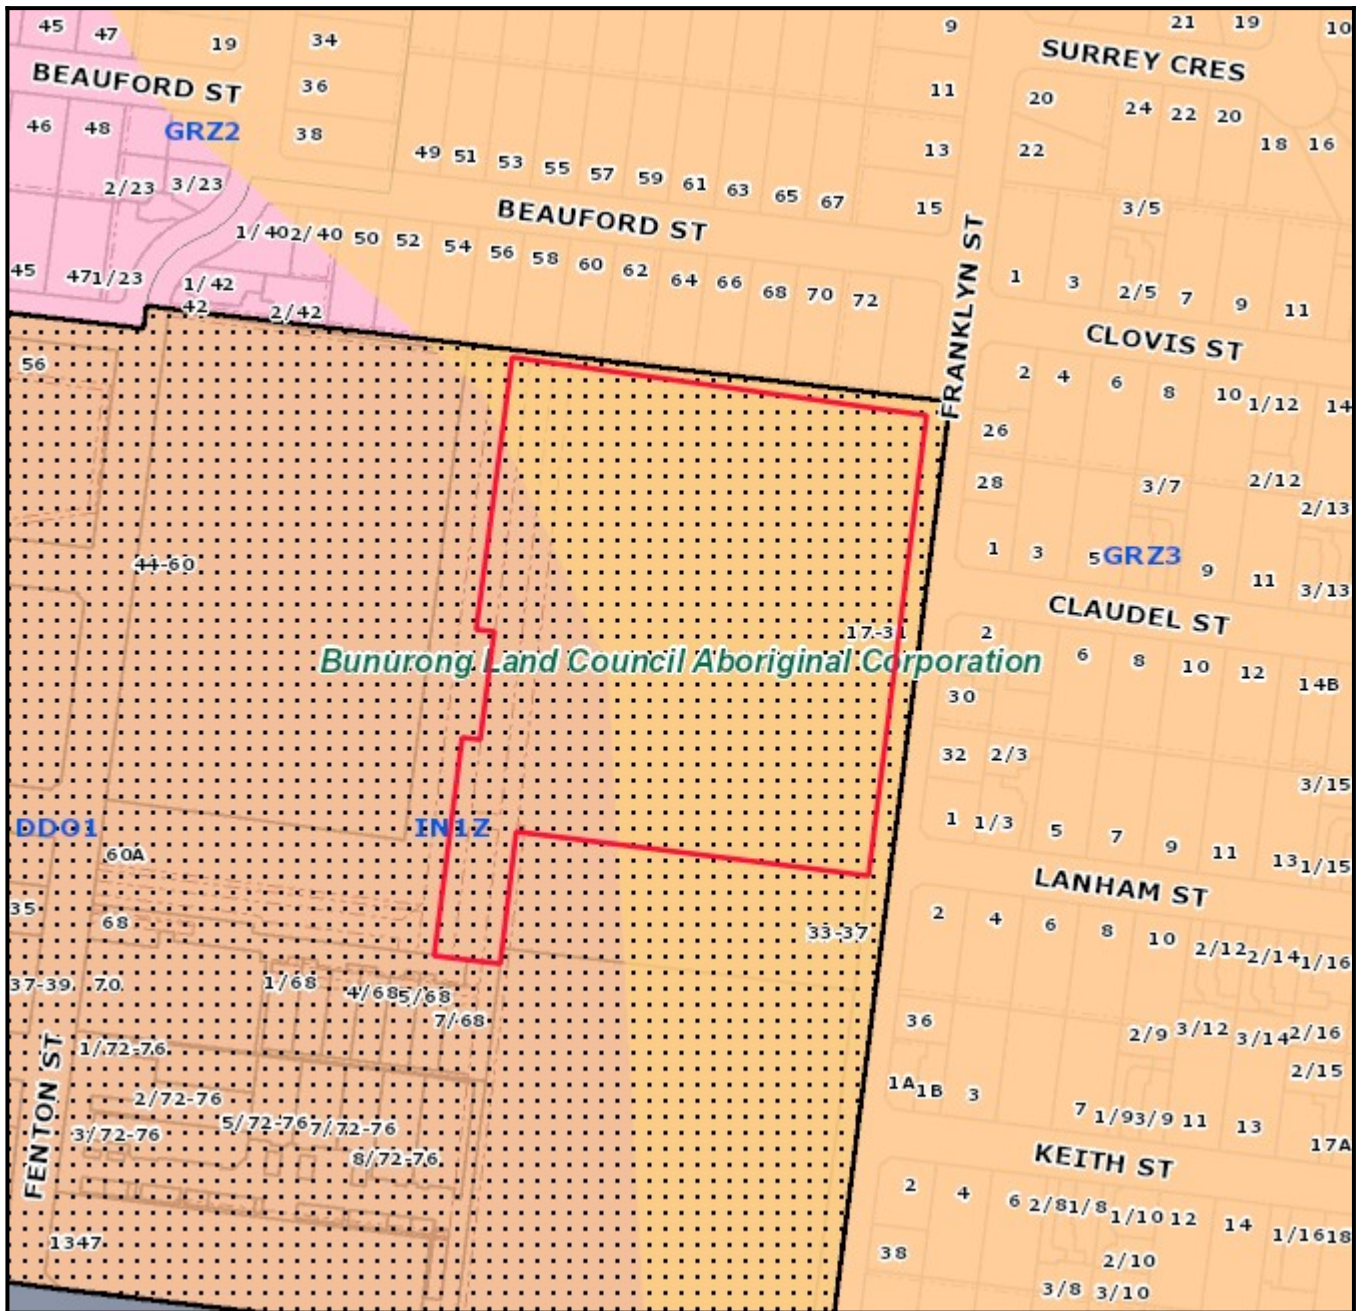 45 47 19 34 9 21 19 10
SURREY CRES
BEAUFORD ST 36 11 20 24 22 20
46 48 GRZ2 38 13 22 18 16
49 51 53 55 57 59 61 63 65 67
2/23 3/23 15 3/5
BEAUFORD ST
FRANKLYN ST
1/40 2/40 50 52 54 56 58 60 62 64 66 68 70 72
45 47 1/23 1/42 1 3 2/5 7 9 11
42 2/42
CLOVIS ST
56 2 4 6 8 10 1/12 14
26
28 3/7 2/12
2/13
44-60 1 3 5 GRZ3 9 11 3/13
CLAUDEL ST
17-31 2
Bunurong Land Council Aboriginal Corporation
6 8 10 12 14B
30
32 2/3
3/15
DDO1 IN1Z 1 1/3 5 7 9 11 13 1/15
60A
LANHAM ST
35 68 33-37 2 4 6 8 10 2/12 2/14 1/16
37-39 70 1/68 4/68 5/68
7/68 36 2/9 3/12 3/14 2/16
1/72-76 2/15
FENTON ST
2/72-76 1A 1B 3 7 1/9 3/9 11 13
3/72-76 5/72-76 7/72-76 17A
8/72-76
KEITH ST
2 4 6 2/8 1/8 1/10 12 14 1/16 18
1347 38 2/10
3/8 3/10